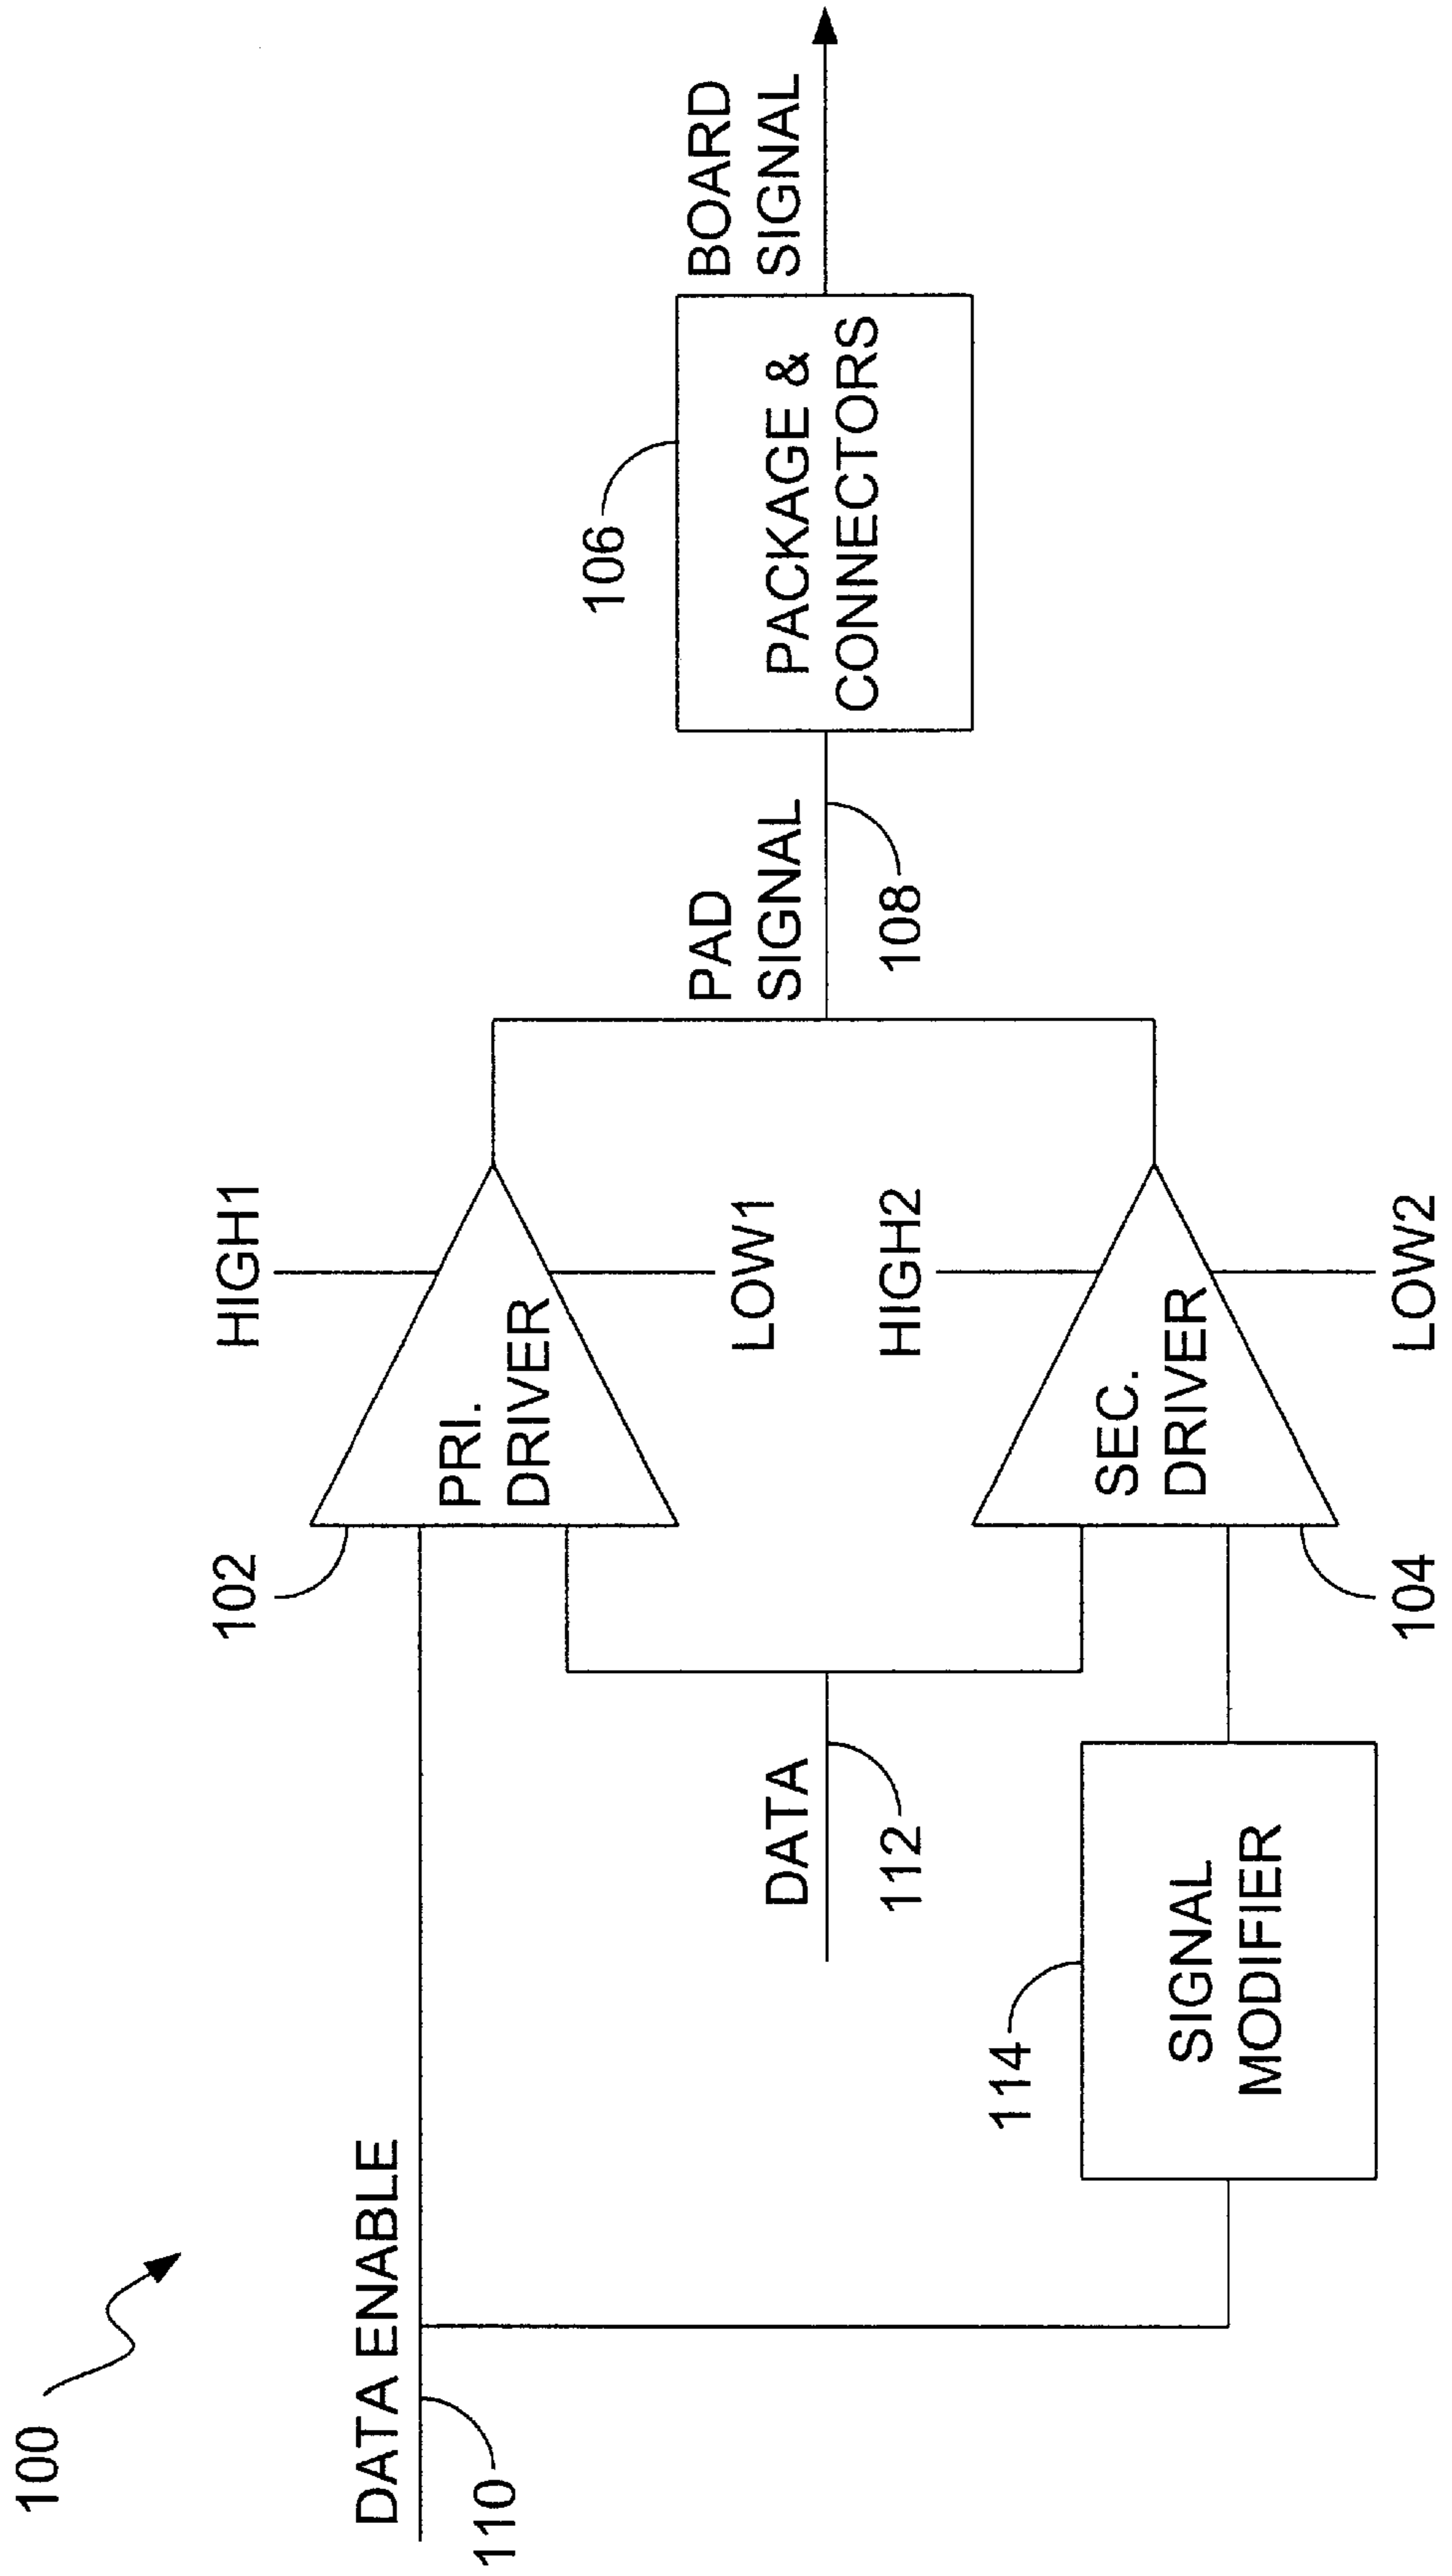 100
DATA ENABLE
110
102
HIGH1
PRI.
DRIVER
LOW1
DATA
112
114
SIGNAL
MODIFIER
HIGH2
SEC.
DRIVER
104
LOW2
PAD
SIGNAL
108
106
PACKAGE &
CONNECTORS
BOARD
SIGNAL